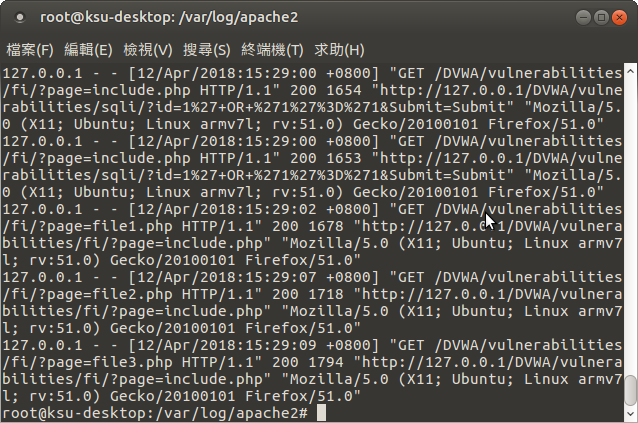 root@ksu-desktop: /var/log/apache2
檔案(F) 編輯(E) 檢視(V) 搜尋(S) 終端機(T) 求助(H)
127.0.0.1 - - [12/Apr/2018:15:29:00 +0800] "GET /DVWA/vulnerabilities
/fi/?page=include.php HTTP/1.1" 200 1654 "http://127.0.0.1/DVWA/vulne
rabilities/sqli/?id=1%27+OR+%271%27%3D%271&Submit=Submit" "Mozilla/5.
0 (X11; Ubuntu; Linux armv7l; rv:51.0) Gecko/20100101 Firefox/51.0"
127.0.0.1 - - [12/Apr/2018:15:29:00 +0800] "GET /DVWA/vulnerabilities
/fi/?page=include.php HTTP/1.1" 200 1653 "http://127.0.0.1/DVWA/vulne
rabilities/sqli/?id=1%27+OR+%271%27%3D%271&Submit=Submit" "Mozilla/5.
0 (X11; Ubuntu; Linux armv7l; rv:51.0) Gecko/20100101 Firefox/51.0"
127.0.0.1 - - [12/Apr/2018:15:29:02 +0800] "GET /DVWA/vulnerabilities
/fi/?page=file1.php HTTP/1.1" 200 1678 "http://127.0.0.1/DVWA/vulnera
bilities/fi/?page=include.php" "Mozilla/5.0 (X11; Ubuntu; Linux armv7
l; rv:51.0) Gecko/20100101 Firefox/51.0"
127.0.0.1 - - [12/Apr/2018:15:29:07 +0800] "GET /DVWA/vulnerabilities
/fi/?page=file2.php HTTP/1.1" 200 1718 "http://127.0.0.1/DVWA/vulnera
bilities/fi/?page=include.php" "Mozilla/5.0 (X11; Ubuntu; Linux armv7
l; rv:51.0) Gecko/20100101 Firefox/51.0"
127.0.0.1 - - [12/Apr/2018:15:29:09 +0800] "GET /DVWA/vulnerabilities
/fi/?page=file3.php HTTP/1.1" 200 1794 "http://127.0.0.1/DVWA/vulnera
bilities/fi/?page=include.php" "Mozilla/5.0 (X11; Ubuntu; Linux armv7
l; rv:51.0) Gecko/20100101 Firefox/51.0"
root@ksu-desktop:/var/log/apache2#